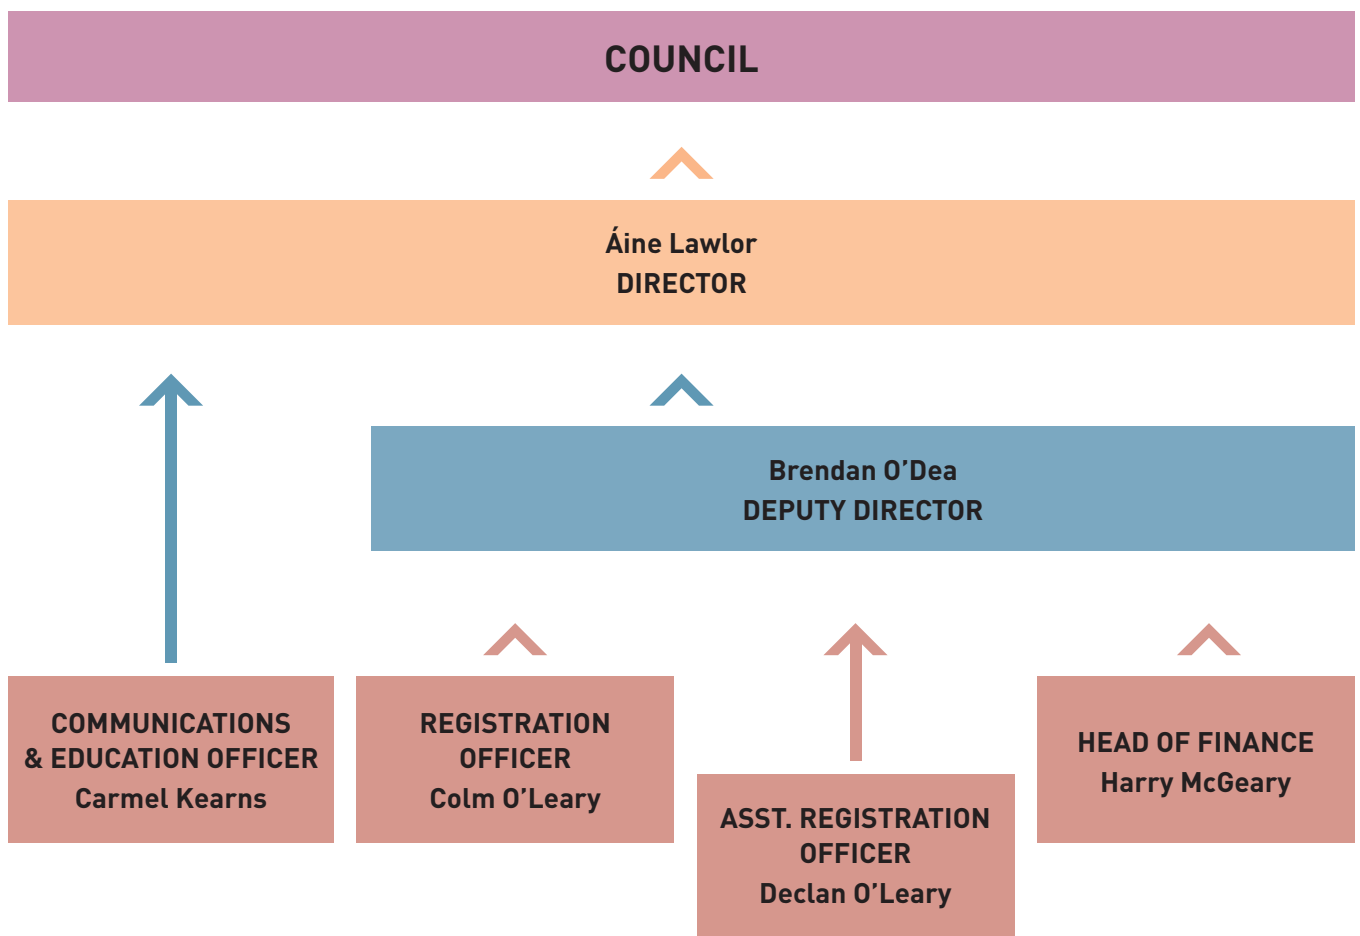 COUNCIL
Áine Lawlor
DIRECTOR
Brendan O’Dea
DEPUTY DIRECTOR
COMMUNICATIONS
& EDUCATION OFFICER
Carmel Kearns
REGISTRATION
OFFICER
Colm O’Leary
ASST. REGISTRATION
OFFICER
Declan O’Leary
HEAD OF FINANCE
Harry McGeary